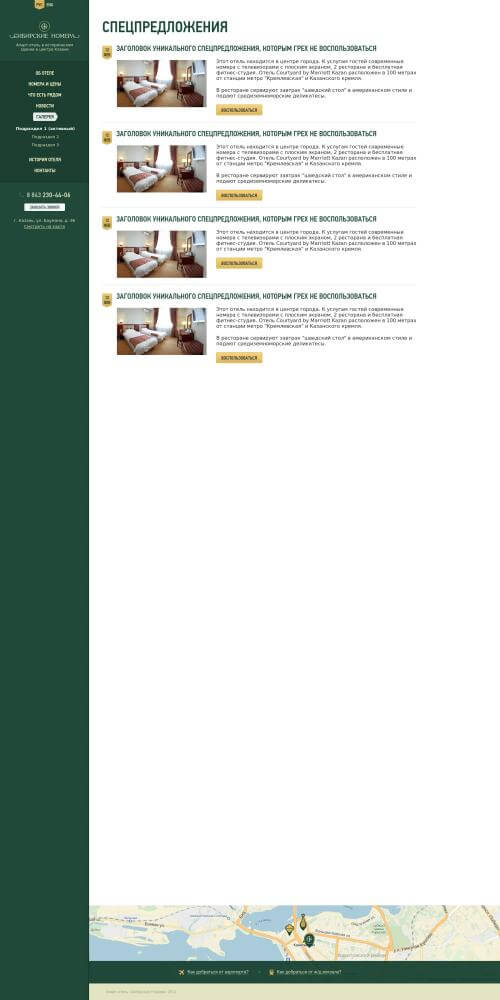 РУС ENG
СИБИРСКИЕ НОМЕРА
Апарт-отель в историческом
здании в центре Казани
ОБ ОТЕЛЕ
НОМЕРА И ЦЕНЫ
ЧТО ЕСТЬ РЯДОМ
НОВОСТИ
ГАЛЕРЕЯ
Подраздел 1 (активный)
Подраздел 2
Подраздел 3
ИСТОРИЯ ОТЕЛЯ
КОНТАКТЫ
8 843 230-44-06
ЗАКАЗАТЬ ЗВОНОК
г. Казань, ул. Баумана, д.
Смотреть на карте
СПЕЦПРЕДЛОЖЕНИЯ
ЗАГОЛОВОК УНИКАЛЬНОГО СПЕЦПРЕДЛОЖЕНИЯ, КОТОРЫМ ГРЕХ НЕ ВОСПОЛЬЗОВАТЬСЯ
Этот отель находится в центре города. К услугам гостей современные
номера с телевизорами с плоским экраном, 2 ресторана и бесплатная
фитнес-студия. Отель Courtyard by Marriott Kazan расположен в 100 метрах
от станции метро "Кремлевская" и Казанского кремля.
В ресторане сервируют завтрак "шведский стол" в американском стиле и
подают средиземноморские деликатесы.
ВОСПОЛЬЗОВАТЬСЯ
ЗАГОЛОВОК УНИКАЛЬНОГО СПЕЦПРЕДЛОЖЕНИЯ, КОТОРЫМ ГРЕХ НЕ ВОСПОЛЬЗОВАТЬСЯ
Этот отель находится в центре города. К услугам гостей современные
номера с телевизорами с плоским экраном, 2 ресторана и бесплатная
фитнес-студия. Отель Courtyard by Marriott Kazan расположен в 100 метрах
от станции метро "Кремлевская" и Казанского кремля.
В ресторане сервируют завтрак "шведский стол" в американском стиле и
подают средиземноморские деликатесы.
ВОСПОЛЬЗОВАТЬСЯ
ЗАГОЛОВОК УНИКАЛЬНОГО СПЕЦПРЕДЛОЖЕНИЯ, КОТОРЫМ ГРЕХ НЕ ВОСПОЛЬЗОВАТЬСЯ
Этот отель находится в центре города. К услугам гостей современные
номера с телевизорами с плоским экраном, 2 ресторана и бесплатная
фитнес-студия. Отель Courtyard by Marriott Kazan расположен в 100 метрах
от станции метро "Кремлевская" и Казанского кремля.
ВОСПОЛЬЗОВАТЬСЯ
ЗАГОЛОВОК УНИКАЛЬНОГО СПЕЦПРЕДЛОЖЕНИЯ, КОТОРЫМ ГРЕХ НЕ ВОСПОЛЬЗОВАТЬСЯ
Этот отель находится в центре города. К услугам гостей современные
номера с телевизорами с плоским экраном, 2 ресторана и бесплатная
фитнес-студия. Отель Courtyard by Marriott Kazan расположен в 100 метрах
от станции метро "Кремлевская" и Казанского кремля.
В ресторане сервируют завтрак "шведский стол" в американском стиле и
подают средиземноморские деликатесы.
ВОСПОЛЬЗОВАТЬСЯ
Как добраться от аэропорта?
Как добраться от ж/д вокзала?